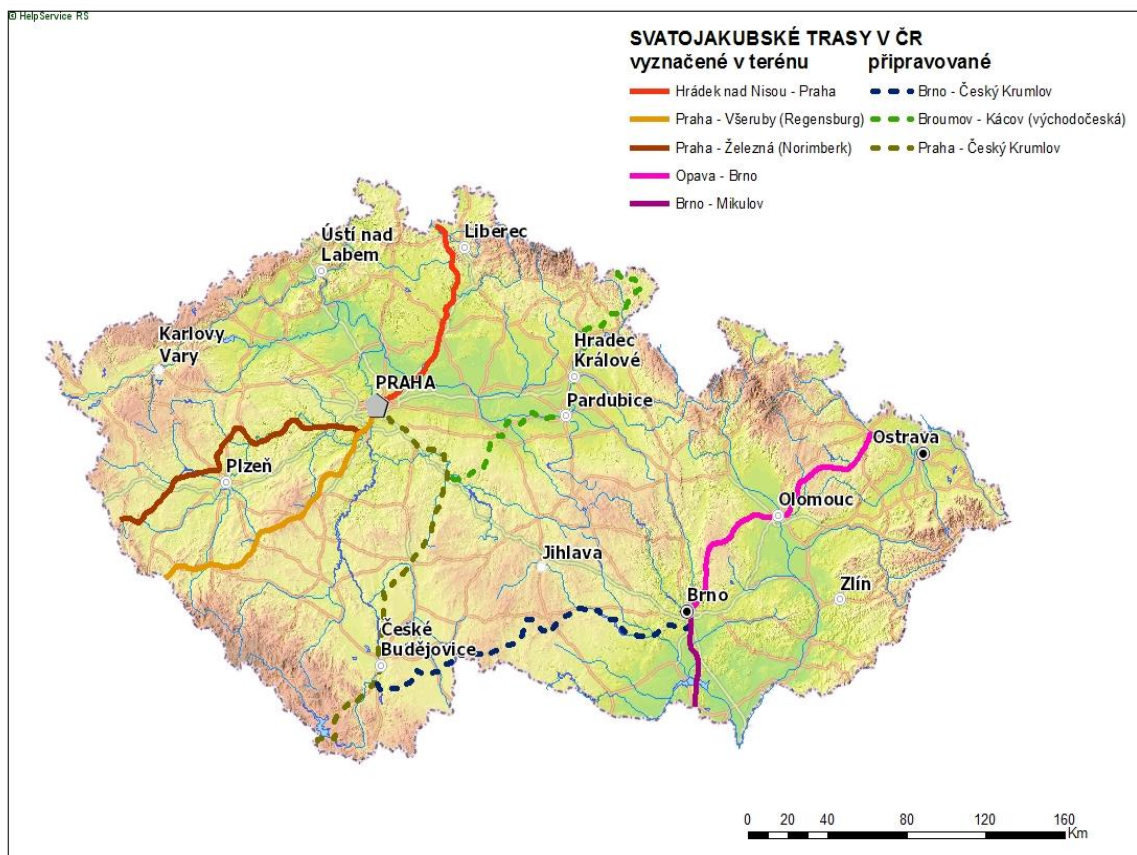 © HelpService RS
SVATOJAKUBSKÉ TRASY V ČR
vyznačené v terénu připravované
Hrádek nad Nisou - Praha Brno - Český Krumlov
Praha - Všeruby (Regensburg) Broumov - Kácov (východočeská)
Praha - Železná (Norimberk) Praha - Český Krumlov
Opava - Brno
Brno - Mikulov
Ústí nad
Labem
Liberec
Karlovy
Vary
Hradec
Králové
PRAHA
Pardubice
Plzeň
Ostrava
Olomouc
Jihlava
Zlín
Brno
České
Budějovice
0 10 20 40 80 120 160
Km